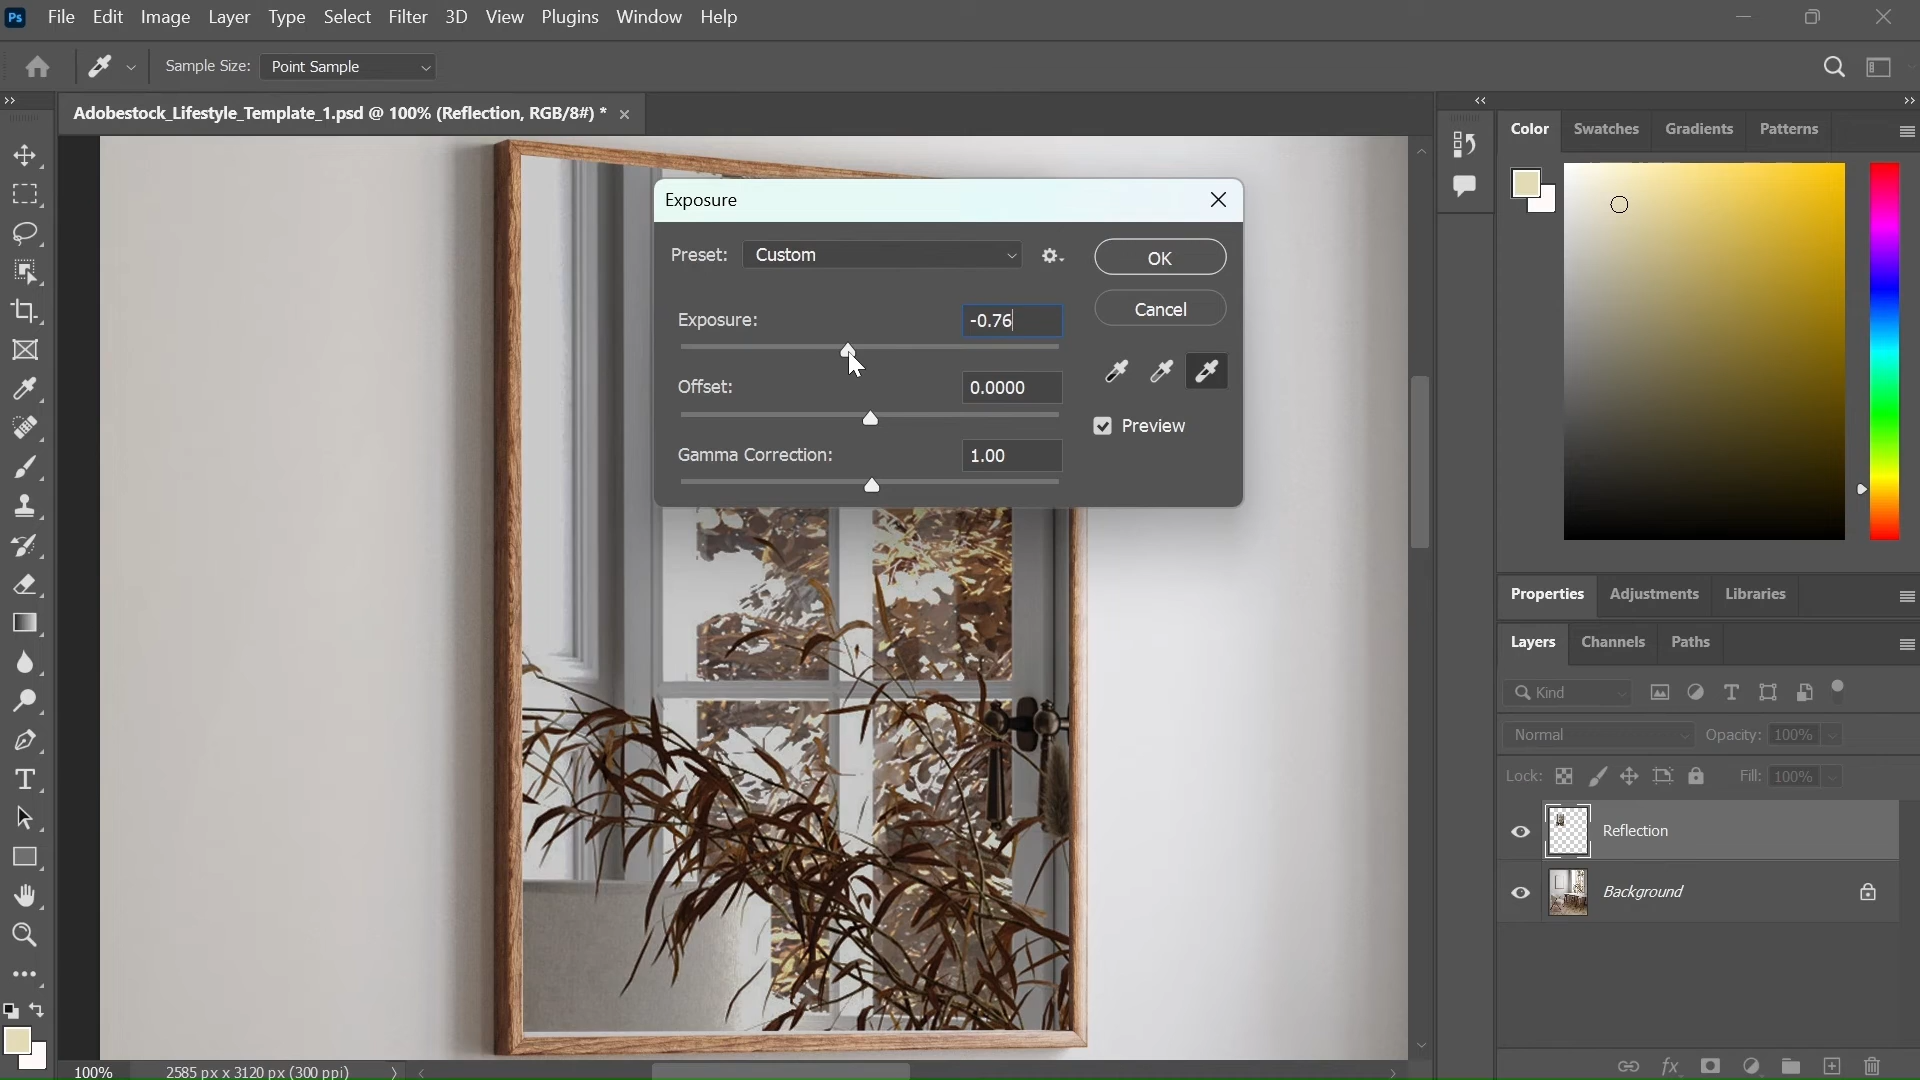 Ps File Edit Image Layer Type Select Filter 3D View Plugins Window Help
Sample Size: Point Sample
Adobestock_Lifestyle_Template_1.psd @ 100% (Reflection, RGB/8#) *
Color Swatches Gradients Patterns
Exposure
Preset: Custom
OK
Cancel
Exposure: -0.76
Offset: 0.0000
Preview
Gamma Correction: 1.00
Properties Adjustments Libraries
Layers Channels Paths
Kind
Normal Opacity: 100%
Lock: Fill: 100%
Reflection
Background
100% 2585 px x 3120 px (300 ppi)